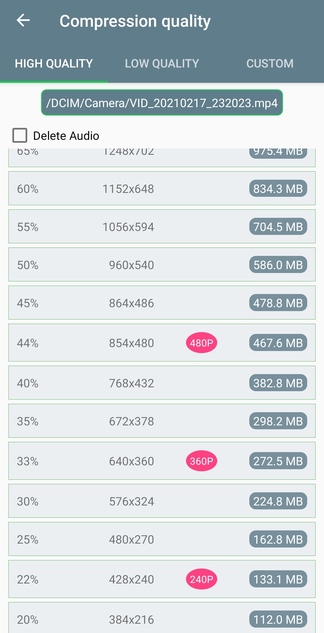 Compression quality
HIGH QUALITY LOW QUALITY CUSTOM
/DCIM/Camera/VID_20210217_232023.mp4
Delete Audio
65% 1248x702 975.4 MB
60% 1152x648 834.3 MB
55% 1056x594 704.5 MB
50% 960x540 586.0 MB
45% 864x486 478.8 MB
44% 854x480 480P 467.6 MB
40% 768x432 382.8 MB
35% 672x378 298.2 MB
33% 640x360 360P 272.5 MB
30% 576x324 224.8 MB
25% 480x270 162.8 MB
22% 428x240 240P 133.1 MB
20% 384x216 112.0 MB